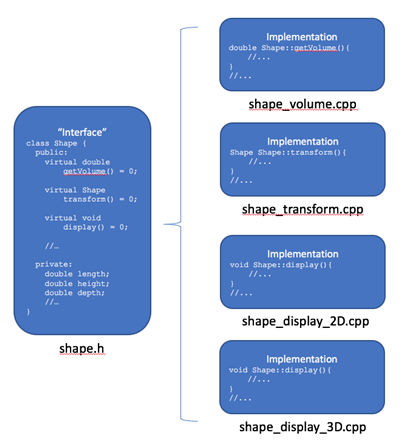 "Interface"
class Shape {
public:
virtual double
getVolume() = 0;
virtual Shape
transform() = 0;
virtual void
display() = 0;
//…
private:
double length;
double height;
double depth;
//…
}
shape.h
Implementation
double Shape::getVolume(){
//...
}
//...
shape_volume.cpp
Implementation
Shape Shape::transform(){
//...
}
//...
shape_transform.cpp
Implementation
void Shape::display(){
//...
}
//...
shape_display_2D.cpp
Implementation
void Shape::display(){
//...
}
//...
shape_display_3D.cpp